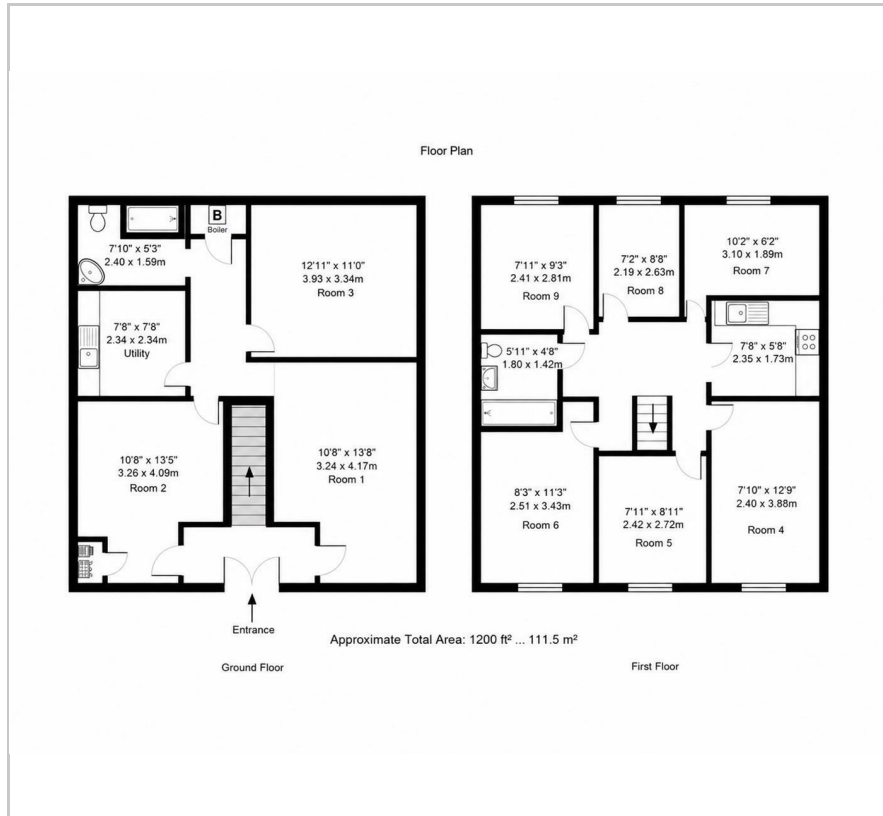 Floor Plan
B
Boiler
7'10" x 5'3"
2.40 x 1.59m
12'11" x 11'0"
3.93 x 3.34m
Room 3
7'8" x 7'8"
2.34 x 2.34m
Utility
10'8" x 13'5"
3.26 x 4.09m
Room 2
10'8" x 13'8"
3.24 x 4.17m
Room 1
Entrance
Ground Floor
7'11" x 9'3"
2.41 x 2.81m
Room 9
7'2" x 8'8"
2.19 x 2.63m
Room 8
10'2" x 6'2"
3.10 x 1.89m
Room 7
5'11" x 4'8"
1.80 x 1.42m
7'8" x 5'8"
2.35 x 1.73m
8'3" x 11'3"
2.51 x 3.43m
Room 6
7'11" x 8'11"
2.42 x 2.72m
Room 5
7'10" x 12'9"
2.40 x 3.88m
Room 4
Approximate Total Area: 1200 ft² ... 111.5 m²
First Floor